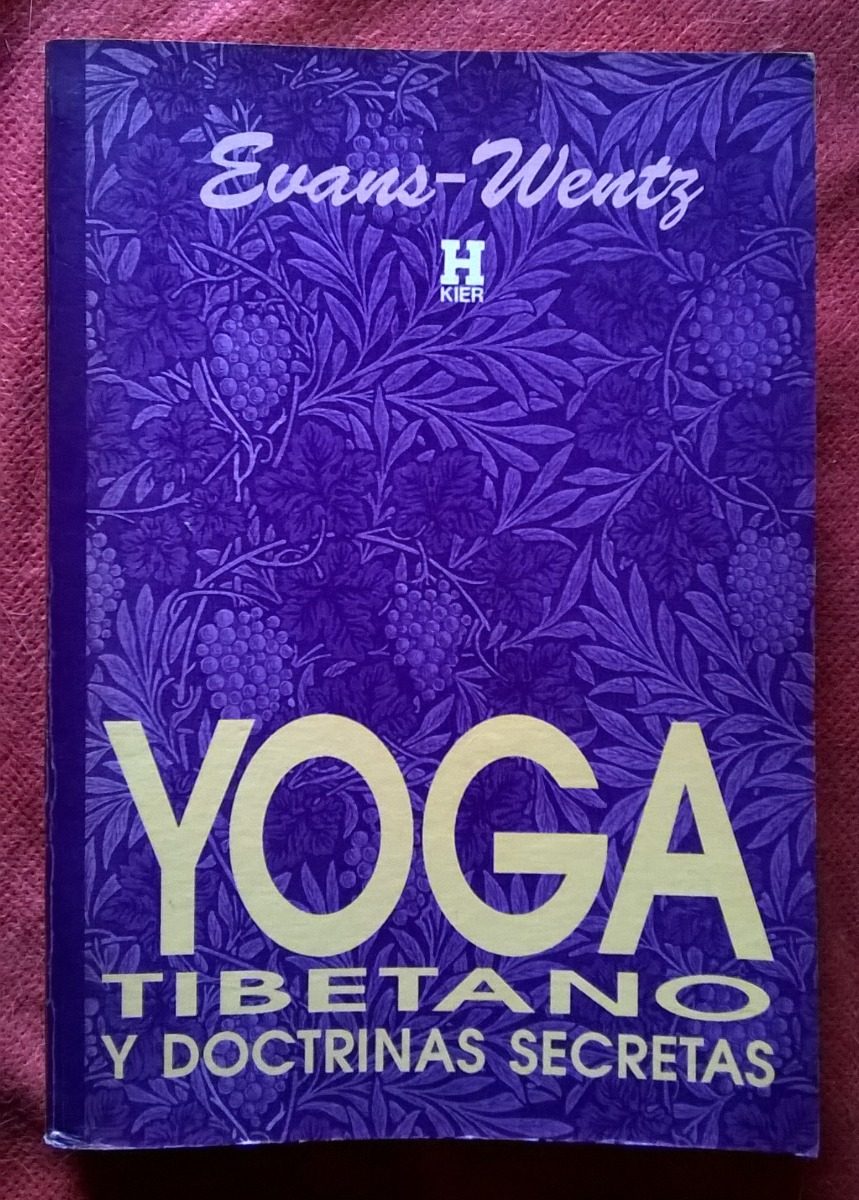 Evans-Wentz
H
KIER
YOGA
TIBETANO
Y DOCTRINAS SECRETAS